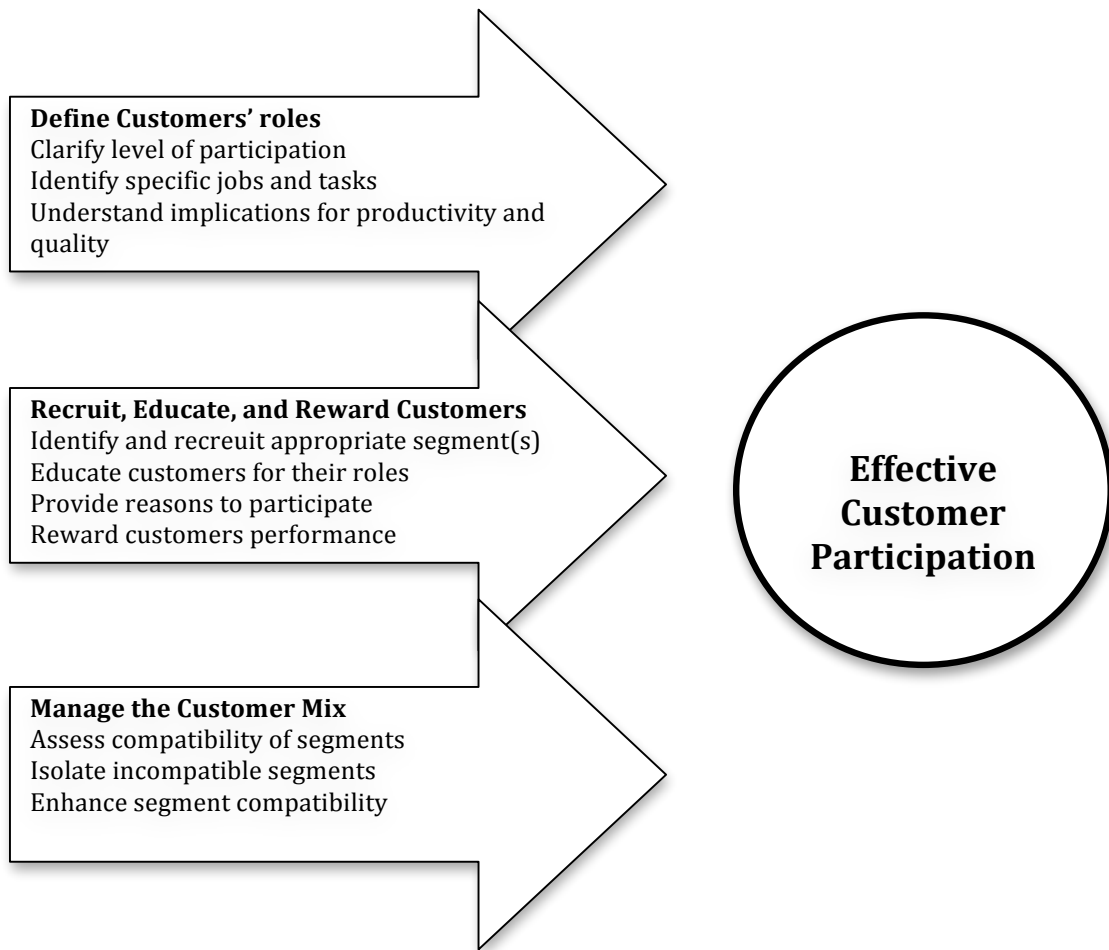 Define Customers’ roles
Clarify level of participation
Identify specific jobs and tasks
Understand implications for productivity and
quality
Recruit, Educate, and Reward Customers
Identify and recreuit appropriate segment(s)
Educate customers for their roles
Provide reasons to participate
Reward customers performance
Manage the Customer Mix
Assess compatibility of segments
Isolate incompatible segments
Enhance segment compatibility
Effective
Customer
Participation